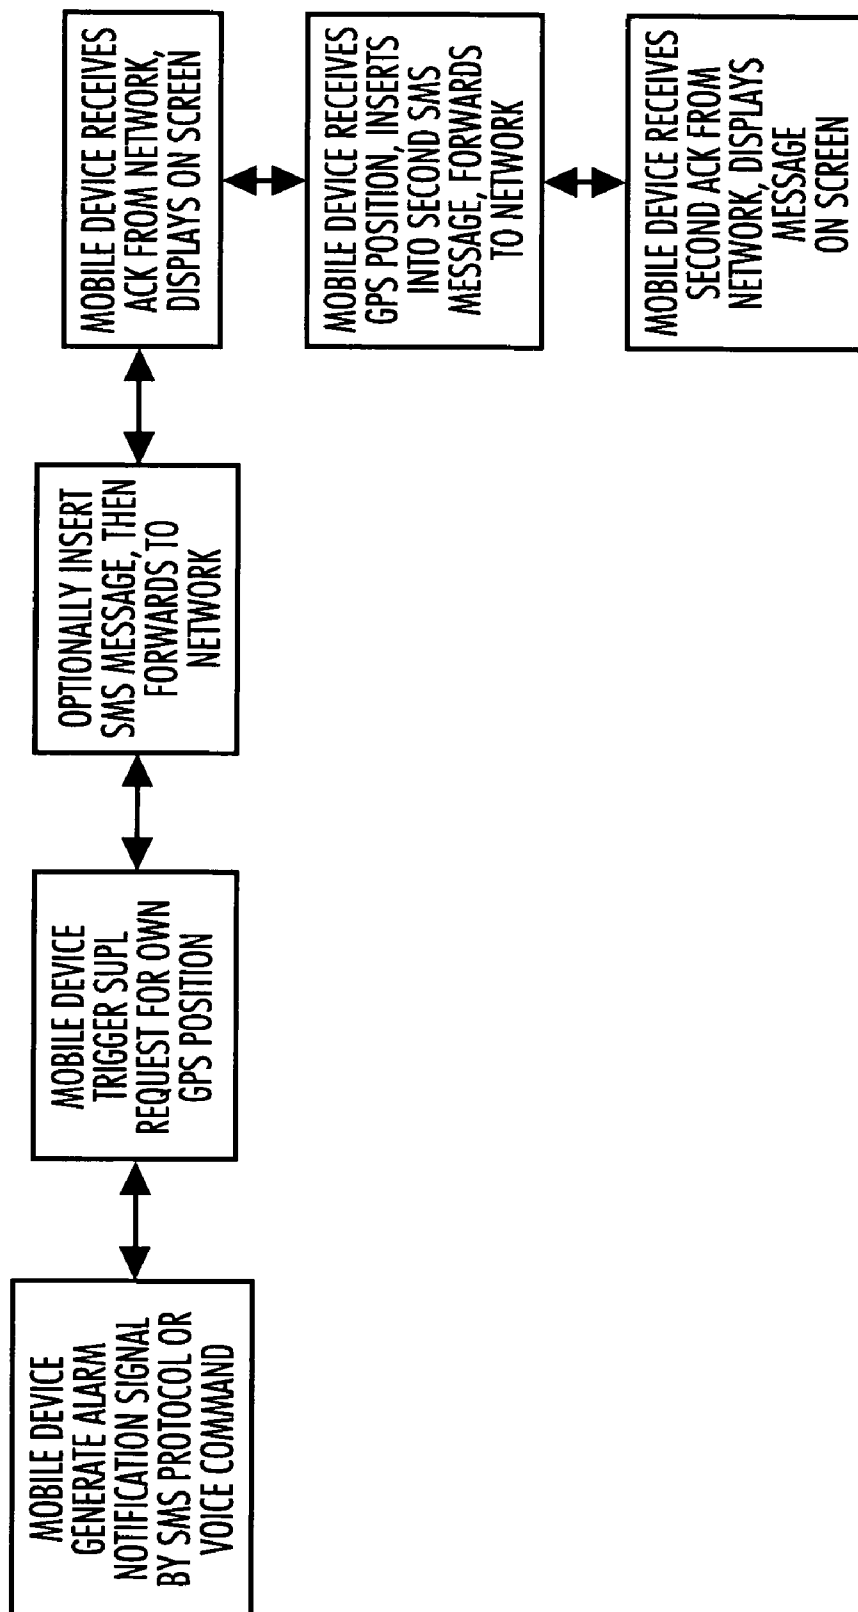 MOBILE DEVICE
GENERATE ALARM
NOTIFICATION SIGNAL
BY SMS PROTOCOL OR
VOICE COMMAND
MOBILE DEVICE
TRIGGER SUPL
REQUEST FOR OWN
GPS POSITION
OPTIONALLY INSERT
SMS MESSAGE, THEN
FORWARDS TO
NETWORK
MOBILE DEVICE RECEIVES
ACK FROM NETWORK,
DISPLAYS ON SCREEN
MOBILE DEVICE RECEIVES
GPS POSITION, INSERTS
INTO SECOND SMS
MESSAGE, FORWARDS
TO NETWORK
MOBILE DEVICE RECEIVES
SECOND ACK FROM
NETWORK, DISPLAYS
MESSAGE
ON SCREEN